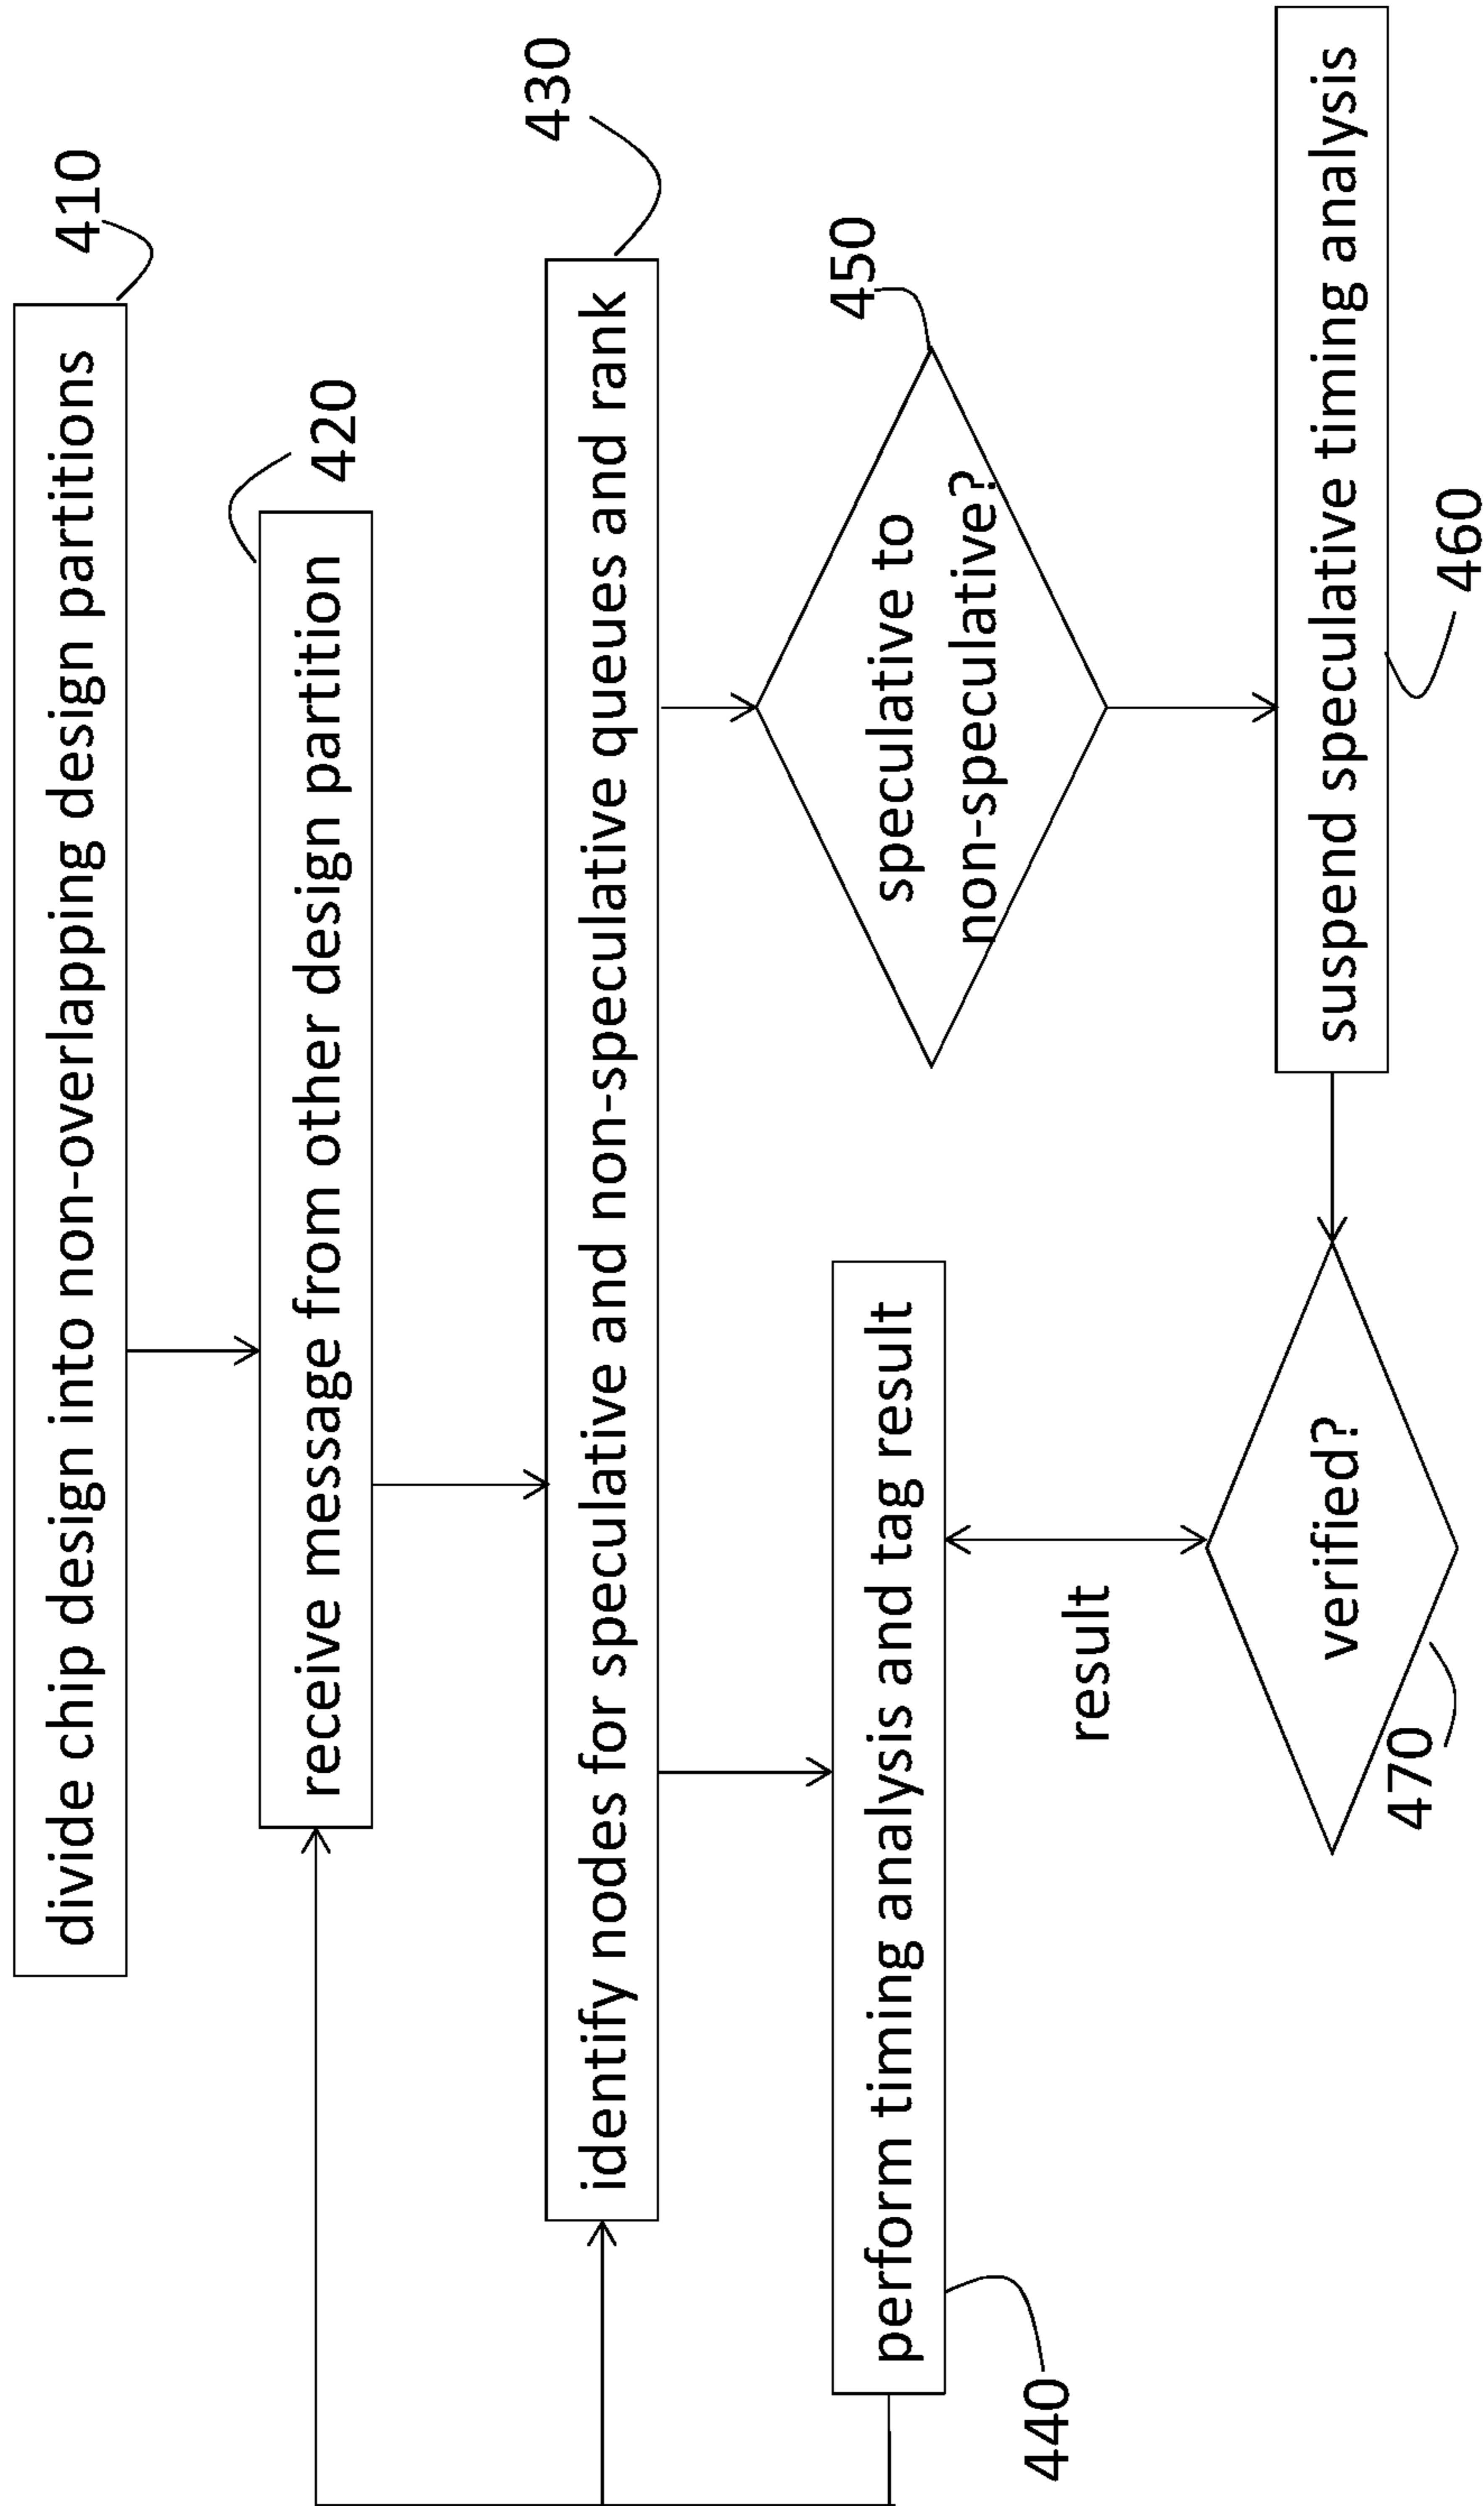 divide chip design into non-overlapping design partitions
410
receive message from other design partition
420
identify nodes for speculative and non-speculative queues and rank
430
perform timing analysis and tag result
440
speculative to
non-speculative?
450
result
suspend speculative timing analysis
460
verified?
470